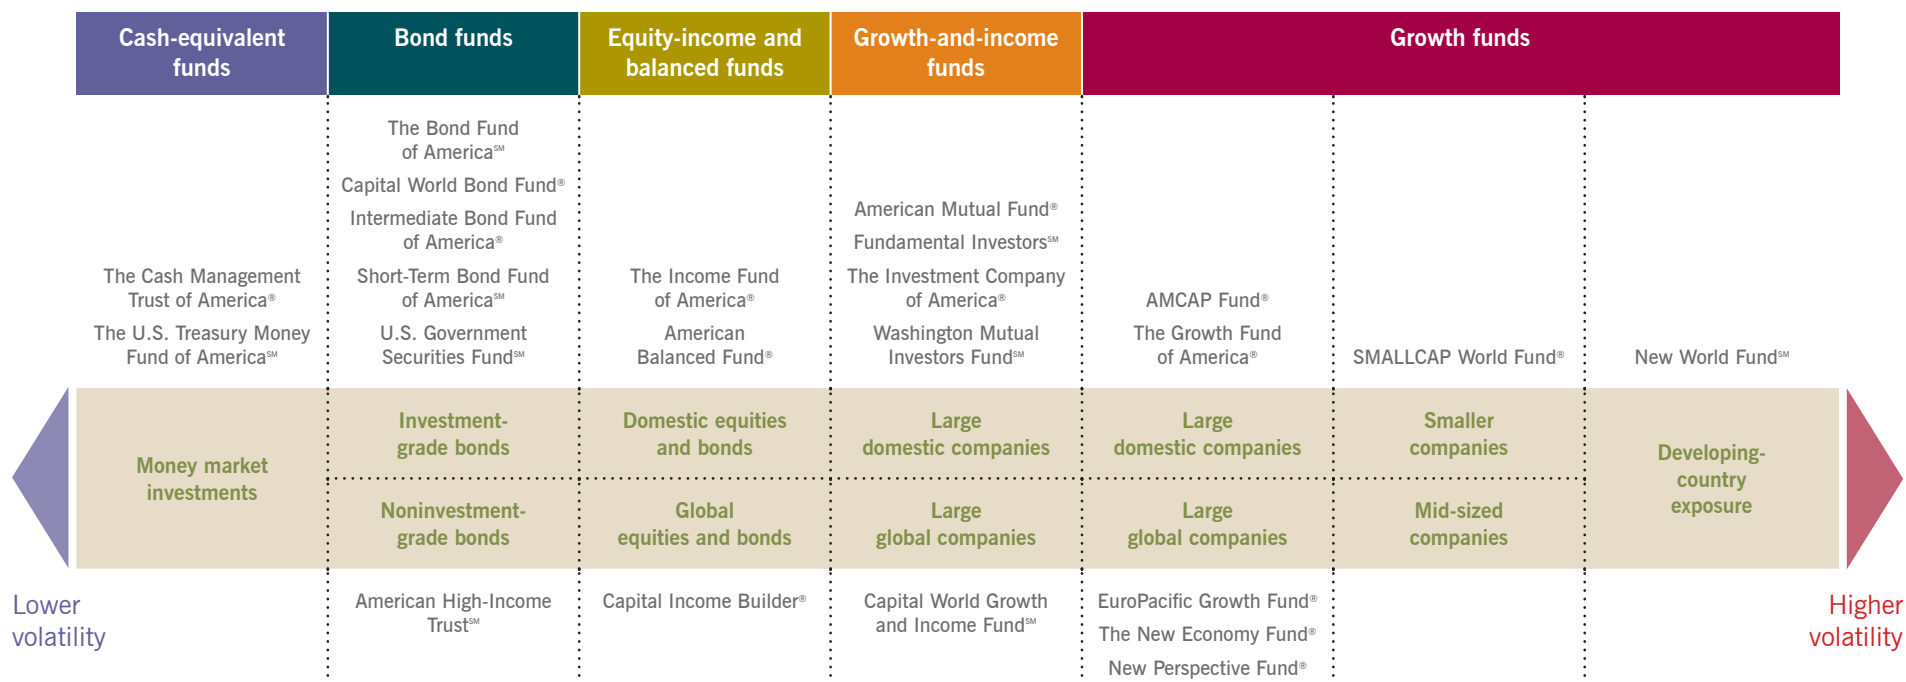 Cash-equivalent
funds
Bond funds
Equity-income and
balanced funds
Growth-and-income
funds
Growth funds
The Cash Management
Trust of America®
The U.S. Treasury Money
Fund of America℠
The Bond Fund
of America℠
Capital World Bond Fund®
Intermediate Bond Fund
of America®
Short-Term Bond Fund
of America℠
U.S. Government
Securities Fund℠
The Income Fund
of America®
American
Balanced Fund®
American Mutual Fund®
Fundamental Investors℠
The Investment Company
of America®
Washington Mutual
Investors Fund℠
AMCAP Fund®
The Growth Fund
of America®
SMALLCAP World Fund®
New World Fund℠
Money market
investments
Investment-
grade bonds
Domestic equities
and bonds
Large
domestic companies
Large
domestic companies
Smaller
companies
Developing-
country
exposure
Noninvestment-
grade bonds
Global
equities and bonds
Large
global companies
Large
global companies
Mid-sized
companies
Lower
volatility
American High-Income
Trust℠
Capital Income Builder®
Capital World Growth
and Income Fund℠
EuroPacific Growth Fund®
The New Economy Fund®
New Perspective Fund®
Higher
volatility